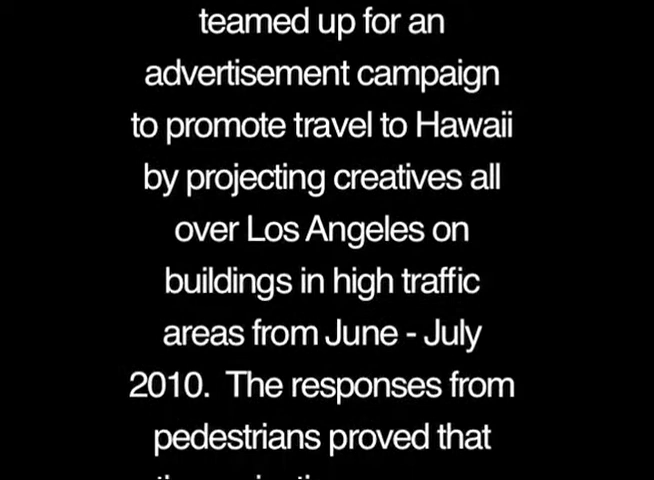 teamed up for an
advertisement campaign
to promote travel to Hawaii
by projecting creatives all
over Los Angeles on
buildings in high traffic
areas from June - July
2010.  The responses from
pedestrians proved that